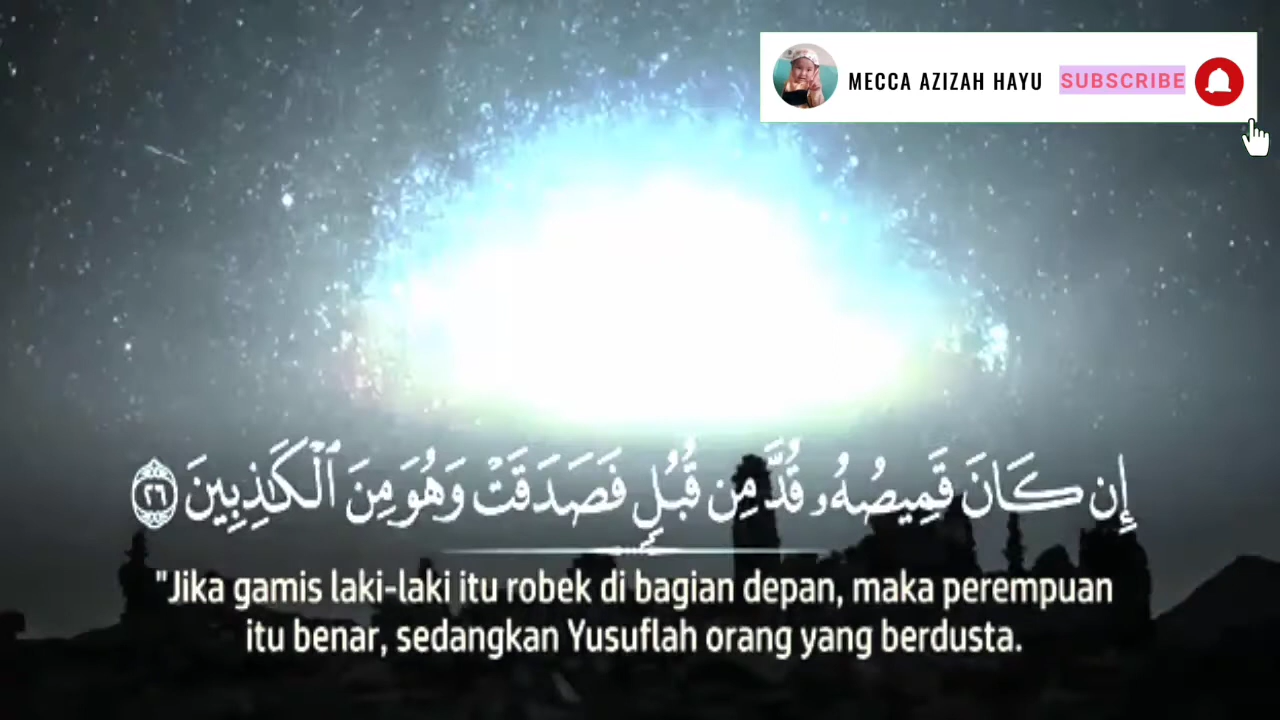 MECCA AZIZAH HAYU SUBSCRIBE
إِن كَانَ قَمِيصُهُۥ قُدَّ مِن قُبُلٍ فَصَدَقَتْ وَهُوَ مِنَ ٱلْكَـٰذِبِينَ ٢٦
"Jika gamis laki-laki itu robek di bagian depan, maka perempuan
itu benar, sedangkan Yusuflah orang yang berdusta.